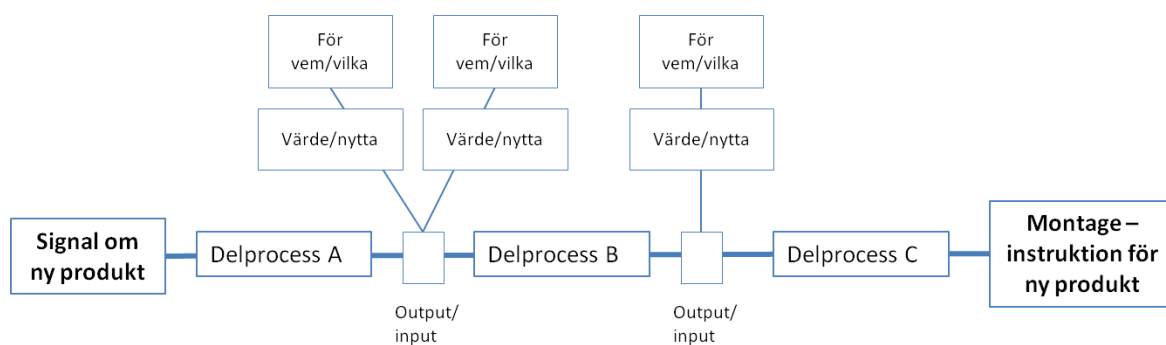 För
vem/vilka
För
vem/vilka
För
vem/vilka
Värde/nytta
Värde/nytta
Värde/nytta
Signal om
ny produkt
Delprocess A
Delprocess B
Delprocess C
Montage –
instruktion för
ny produkt
Output/
input
Output/
input